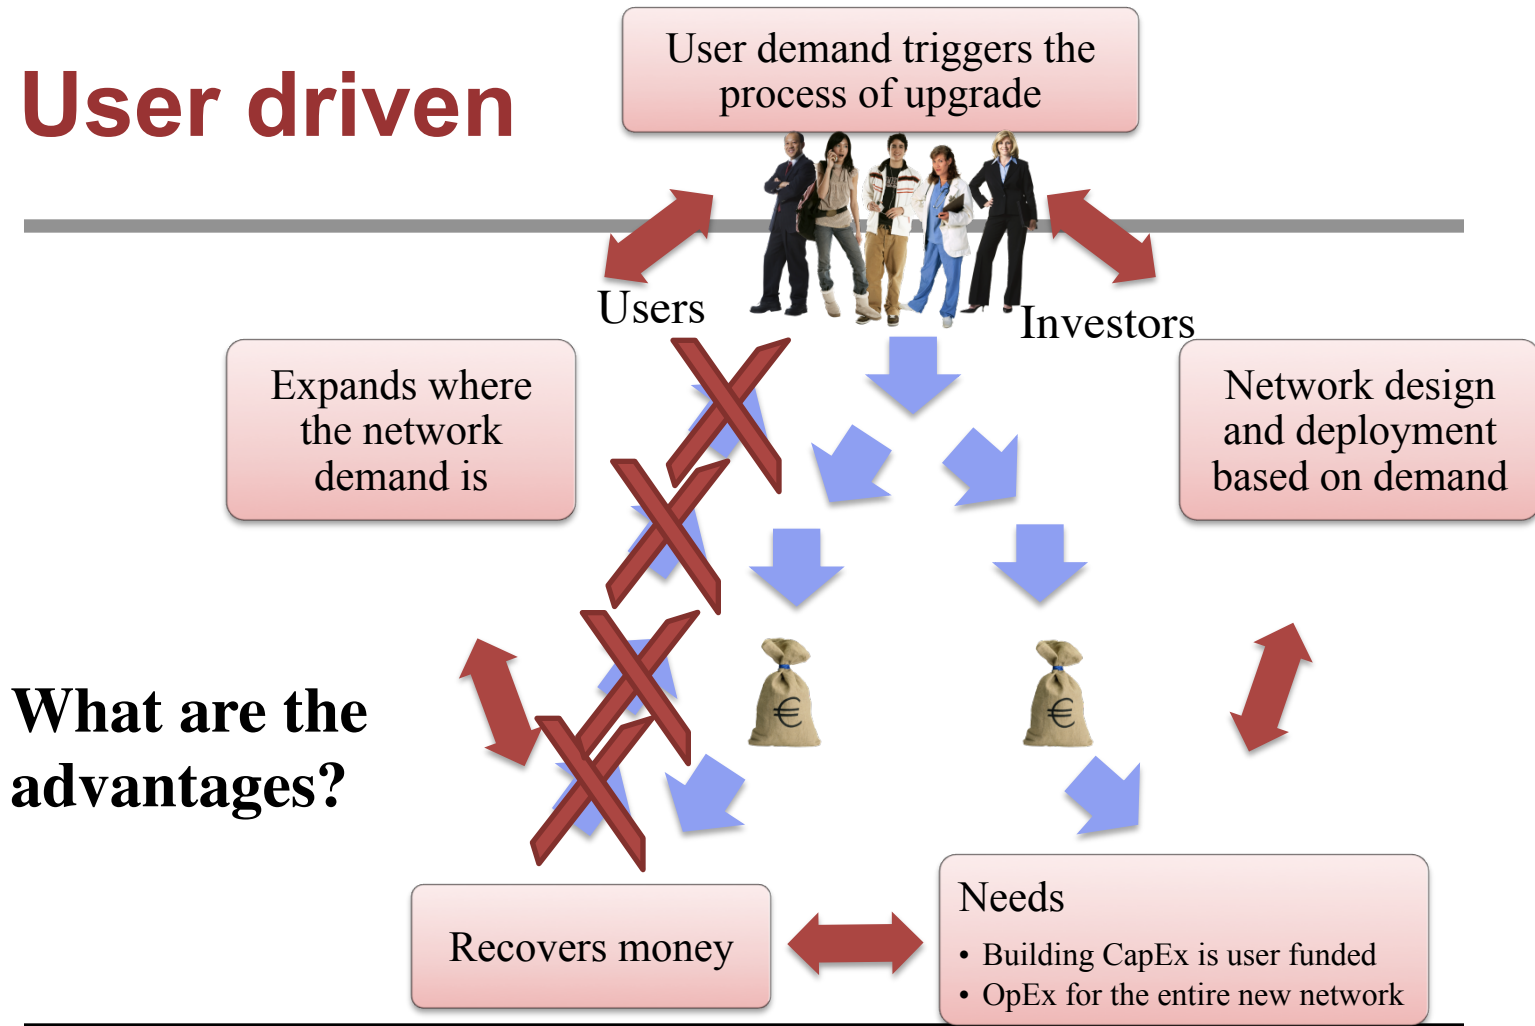 User driven
User demand triggers the
process of upgrade
Users
Investors
Expands where
the network
demand is
Network design
and deployment
based on demand
What are the
advantages?
€
€
Recovers money
Needs
• Building CapEx is user funded
• OpEx for the entire new network